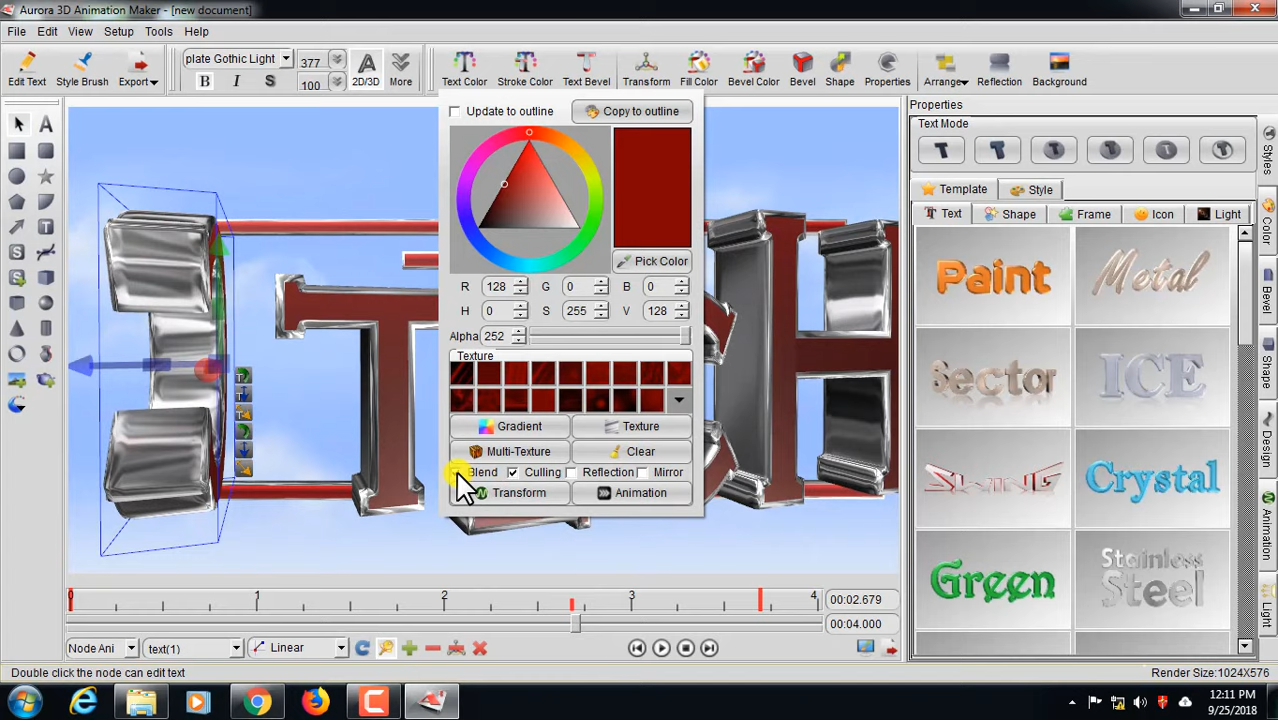 Aurora 3D Animation Maker - [new document]
File Edit View Setup Tools Help
plate Gothic Light 377
B I S 100
Edit Text Style Brush Export 2D/3D More Text Color Stroke Color Text Bevel Transform Fill Color Bevel Color Bevel Shape Properties Arrange Reflection Background
Update to outline Copy to outline
Pick Color
R 128 G 0 B 0
H 0 S 255 V 128
Alpha 252
Texture
Gradient Texture
Multi-Texture Clear
Blend Culling Reflection Mirror
Transform Animation
T H
Properties
Text Mode
Template Style
Text Shape Frame Icon Light
Paint Metal
Sector ICE
SWING Crystal
Green Stainless Steel
Styles
Color
Bevel
Shape
Design
Animation
Light
0 1 2 3 4 00:02.679
00:04.000
Node Ani text(1) Linear
Double click the node can edit text Render Size:1024X576
12:11 PM
9/25/2018